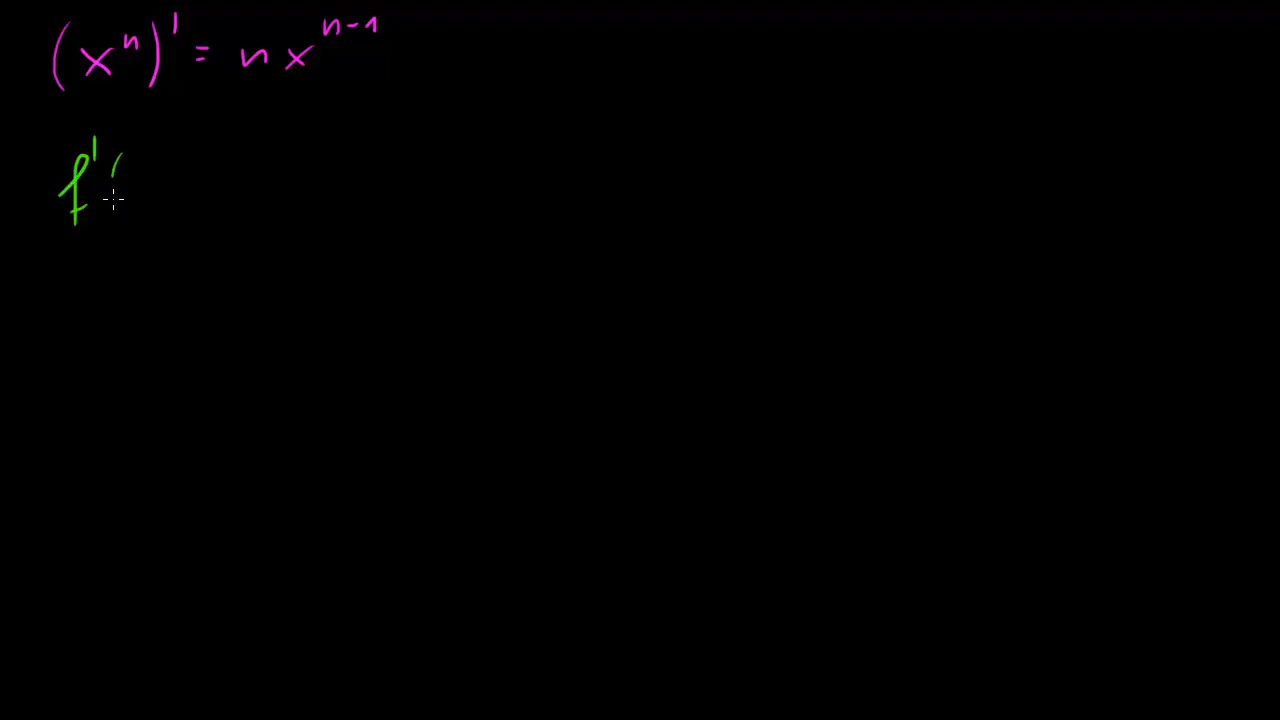 (xⁿ)' = n xⁿ⁻¹
f'(